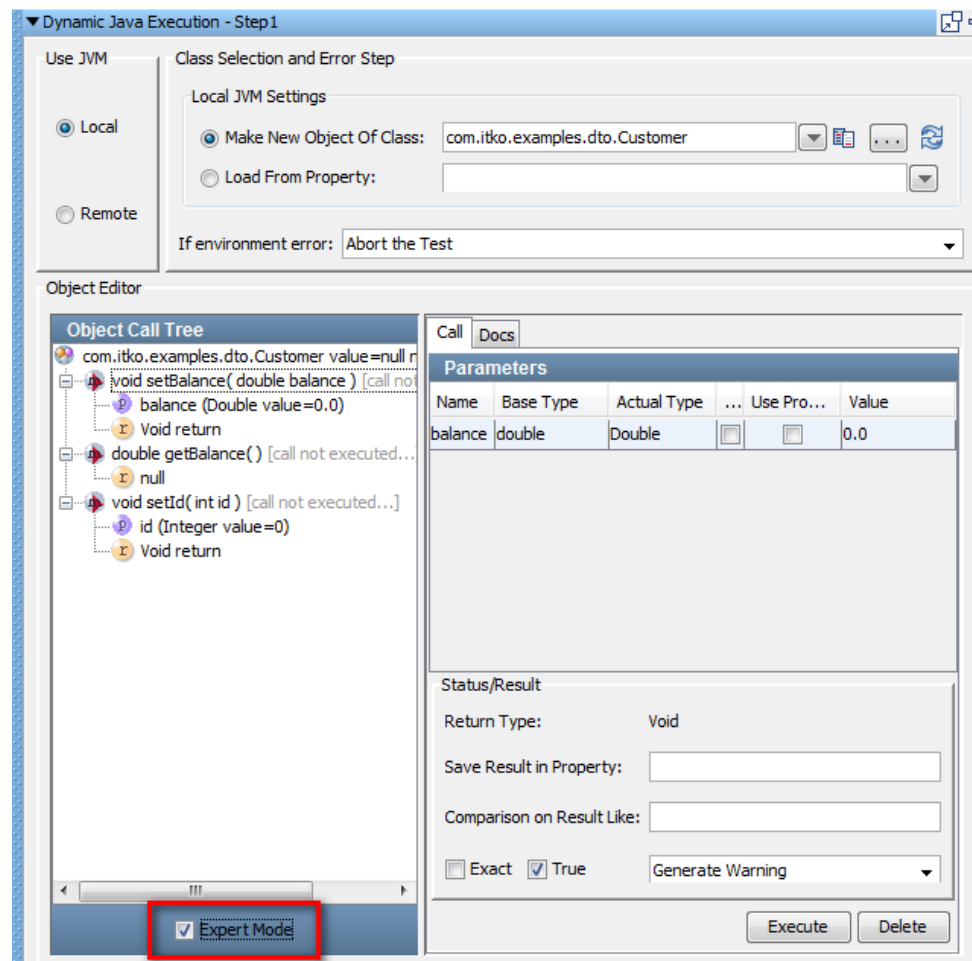 Dynamic Java Execution - Step1
Use JVM
Class Selection and Error Step
Local JVM Settings
Local
Make New Object Of Class: com.itko.examples.dto.Customer ...
Load From Property:
Remote
If environment error: Abort the Test
Object Editor
Object Call Tree
com.itko.examples.dto.Customer value=null
void setBalance( double balance ) [call not
balance (Double value=0.0)
Void return
double getBalance( ) [call not executed...
null
void setId( int id ) [call not executed...]
id (Integer value=0)
Void return
Expert Mode
Call Docs
Parameters
Name Base Type Actual Type ... Use Pro... Value
balance double Double 0.0
Status/Result
Return Type: Void
Save Result in Property:
Comparison on Result Like:
Exact True Generate Warning
Execute Delete